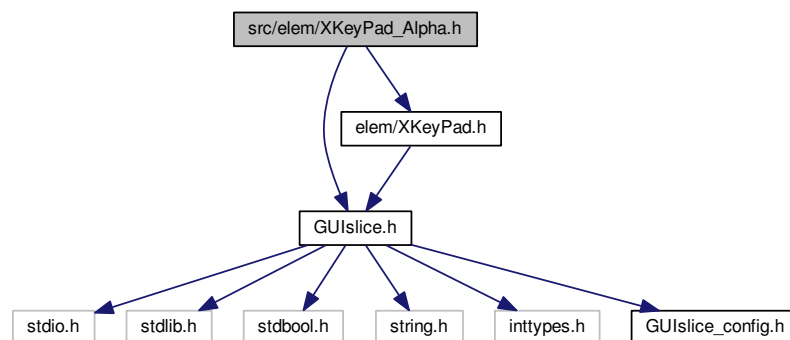 src/elem/XKeyPad_Alpha.h
elem/XKeyPad.h
GUIslice.h
stdio.h
stdlib.h
stdbool.h
string.h
inttypes.h
GUIslice_config.h